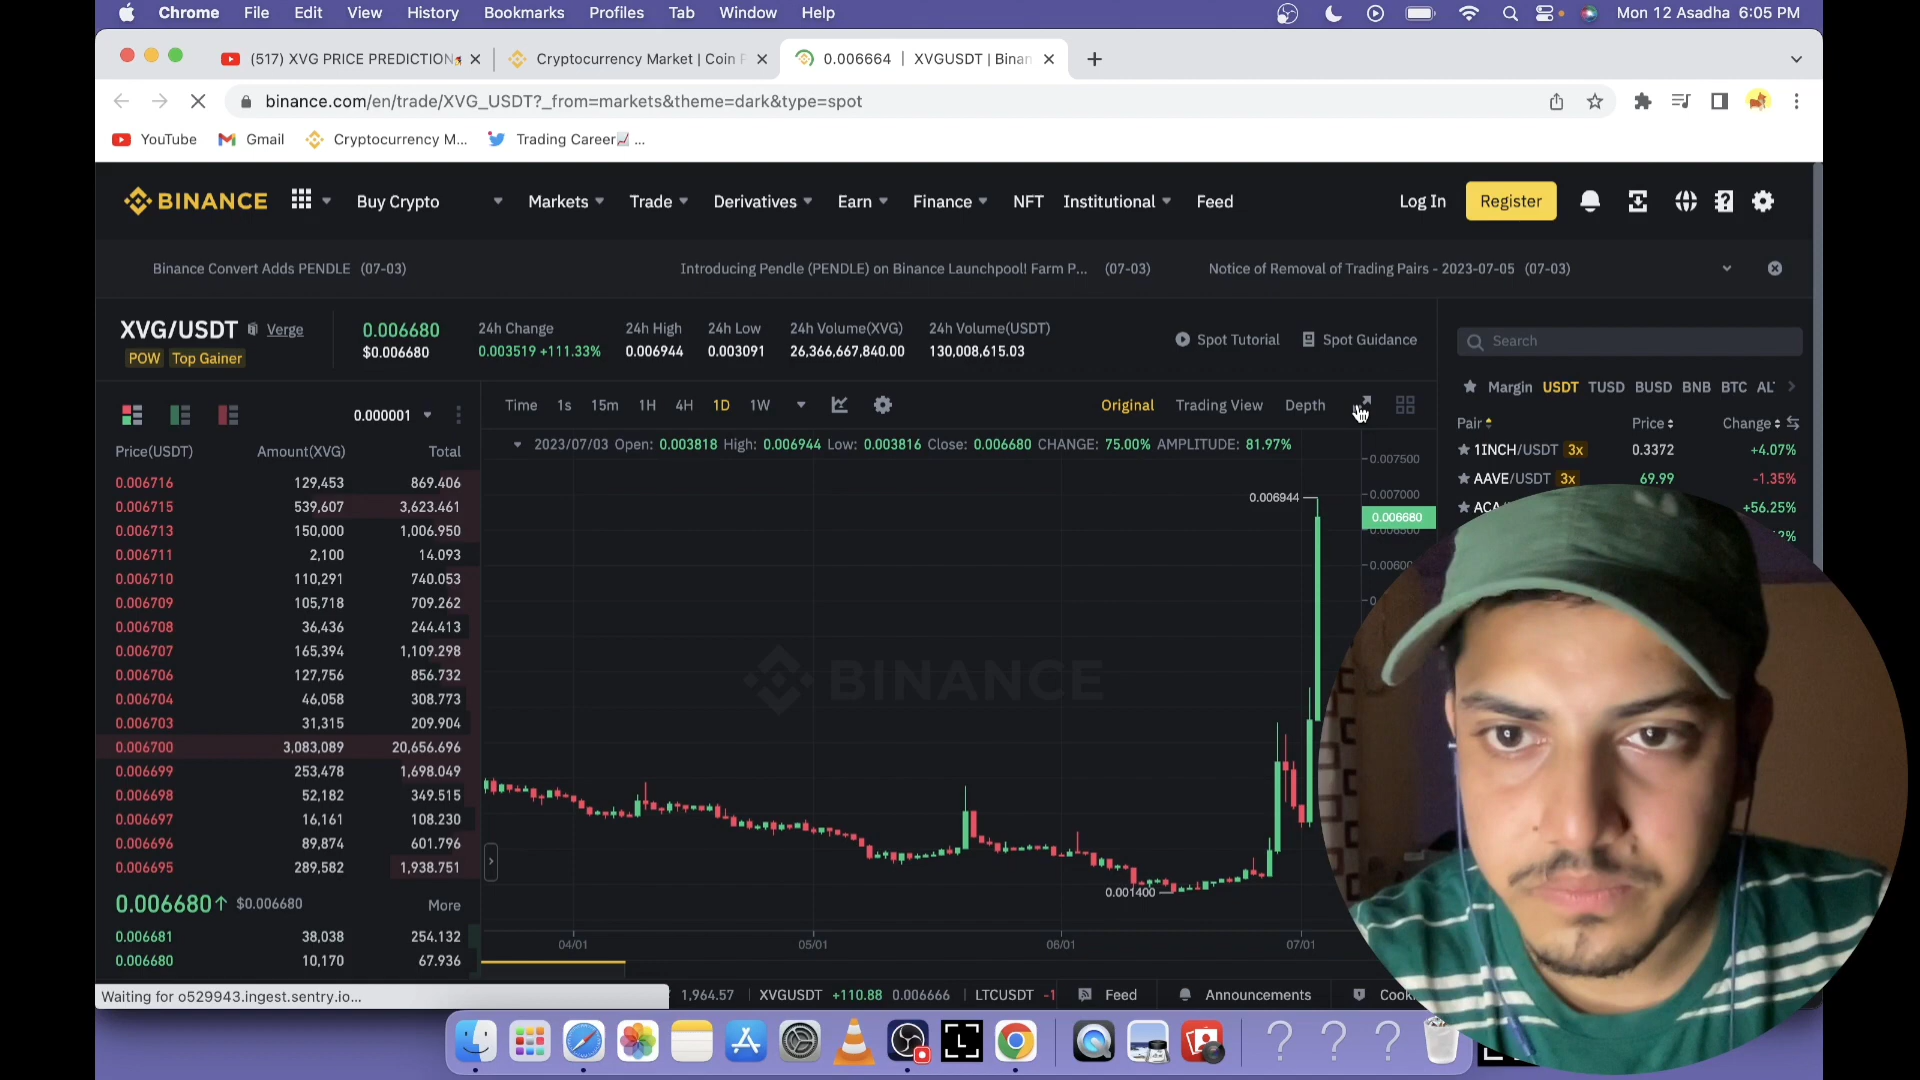 Chrome File Edit View History Bookmarks Profiles Tab Window Help Mon 12 Asadha 6:05 PM
(517) XVG PRICE PREDICTION Cryptocurrency Market | Coin P 0.006664 | XVGUSDT | Binan
binance.com/en/trade/XVG_USDT?_from=markets&theme=dark&type=spot
YouTube Gmail Cryptocurrency M... Trading Career ...
BINANCE Buy Crypto Markets Trade Derivatives Earn Finance NFT Institutional Feed Log In Register
Binance Convert Adds PENDLE (07-03) Introducing Pendle (PENDLE) on Binance Launchpool! Farm P... (07-03) Notice of Removal of Trading Pairs - 2023-07-05 (07-03)
XVG/USDT Verge 0.006680 24h Change 24h High 24h Low 24h Volume(XVG) 24h Volume(USDT) Spot Tutorial Spot Guidance Search
POW Top Gainer $0.006680 0.003519 +111.33% 0.006944 0.003091 26,366,667,840.00 130,008,615.03
Margin USDT TUSD BUSD BNB BTC
0.000001 Time 1s 15m 1H 4H 1D 1W Original Trading View Depth
Pair Price Change
2023/07/03 Open: 0.003818 High: 0.006944 Low: 0.003816 Close: 0.006680 CHANGE: 75.00% AMPLITUDE: 81.97%
1INCH/USDT 3x 0.3372 +4.07%
AAVE/USDT 3x 69.99 -1.35%
+56.25%
Price(USDT) Amount(XVG) Total
0.006716 129,453 869.406
0.006715 539,607 3,623.461
0.006713 150,000 1,006.950
0.006711 2,100 14.093
0.006710 110,291 740.053
0.006709 105,718 709.262
0.006708 36,436 244.413
0.006707 165,394 1,109.298
0.006706 127,756 856.732
0.006704 46,058 308.773
0.006703 31,315 209.904
0.006700 3,083,089 20,656.696
0.006699 253,478 1,698.049
0.006698 52,182 349.515
0.006697 16,161 108.230
0.006696 89,874 601.796
0.006695 289,582 1,938.751
0.006680 $0.006680 More
0.006681 38,038 254.132
0.006680 10,170 67.936
0.007500
0.007000
0.006944
0.006680
BINANCE
0.001400
04/01 05/01 06/01 07/01
Waiting for o529943.ingest.sentry.io... 1,964.57 XVGUSDT +110.88 0.006666 LTCUSDT Feed Announcements